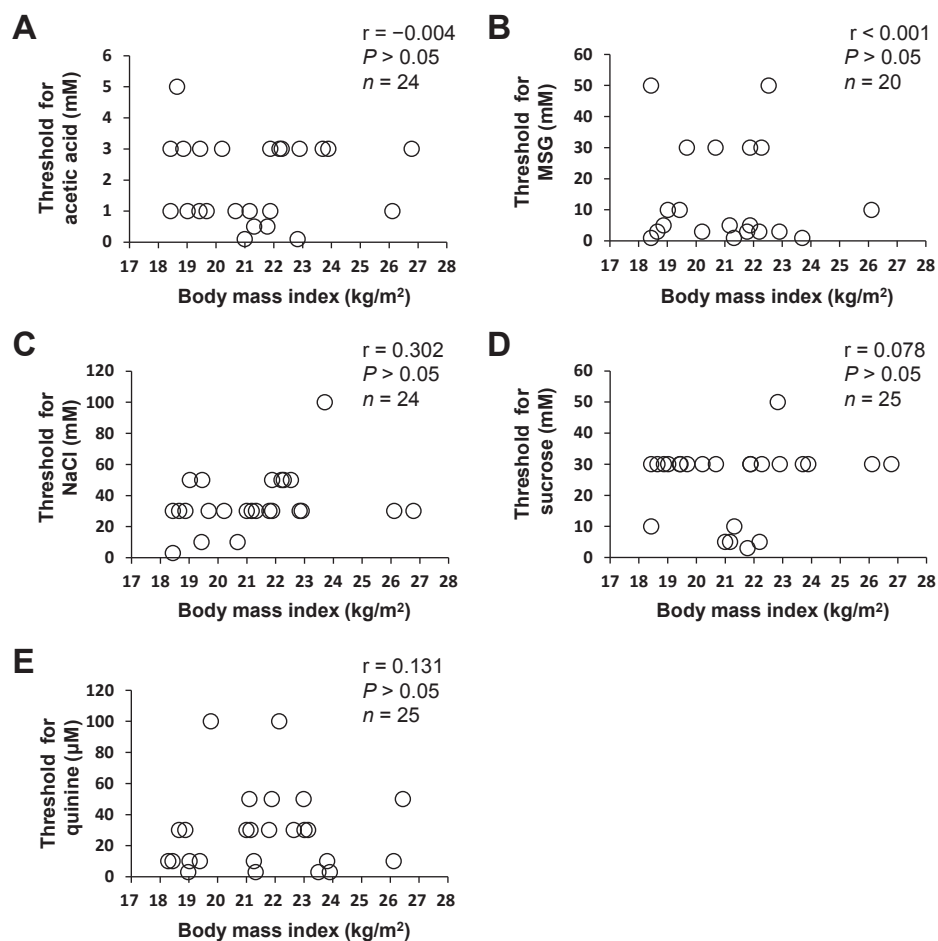 A
r = −0.004
P > 0.05
n = 24
Threshold for
acetic acid (mM)
6
5
4
3
2
1
0
17 18 19 20 21 22 23 24 25 26 27 28
Body mass index (kg/m²)
B
r < 0.001
P > 0.05
n = 20
Threshold for
MSG (mM)
60
50
40
30
20
10
0
17 18 19 20 21 22 23 24 25 26 27 28
Body mass index (kg/m²)
C
r = 0.302
P > 0.05
n = 24
Threshold for
NaCl (mM)
120
100
80
60
40
20
0
17 18 19 20 21 22 23 24 25 26 27 28
Body mass index (kg/m²)
D
r = 0.078
P > 0.05
n = 25
Threshold for
sucrose (mM)
60
50
40
30
20
10
0
17 18 19 20 21 22 23 24 25 26 27 28
Body mass index (kg/m²)
E
r = 0.131
P > 0.05
n = 25
Threshold for
quinine (µM)
120
100
80
60
40
20
0
17 18 19 20 21 22 23 24 25 26 27 28
Body mass index (kg/m²)